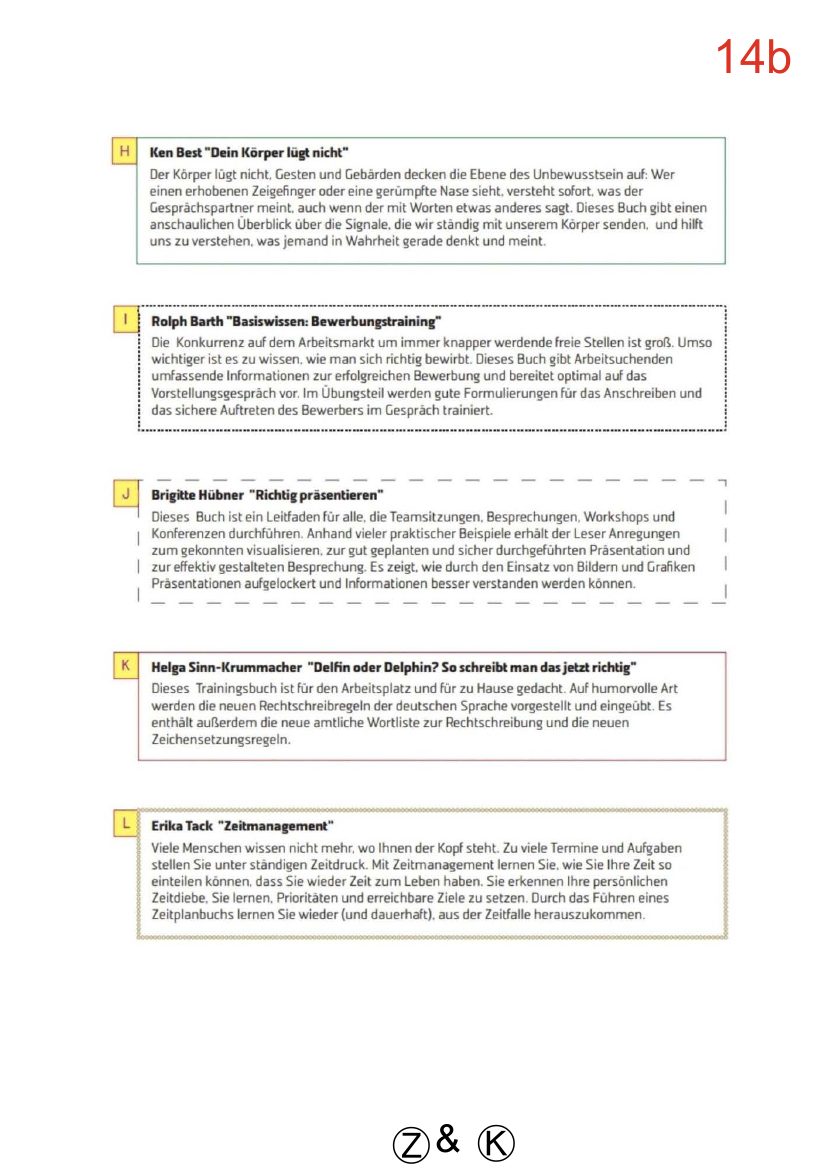 14b
H
Ken Best "Dein Körper lügt nicht"
Der Körper lügt nicht, Gesten und Gebärden decken die Ebene des Unbewusstsein auf: Wer
einen erhobenen Zeigefinger oder eine gerümpfte Nase sieht, versteht sofort, was der
Gesprächspartner meint, auch wenn der mit Worten etwas anderes sagt. Dieses Buch gibt einen
anschaulichen Überblick über die Signale, die wir ständig mit unserem Körper senden, und hilft
uns zu verstehen, was jemand in Wahrheit gerade denkt und meint.
I
Rolph Barth "Basiswissen: Bewerbungstraining"
Die Konkurrenz auf dem Arbeitsmarkt um immer knapper werdende freie Stellen ist groß. Umso
wichtiger ist es zu wissen, wie man sich richtig bewirbt. Dieses Buch gibt Arbeitsuchenden
umfassende Informationen zur erfolgreichen Bewerbung und bereitet optimal auf das
Vorstellungsgespräch vor. Im Übungsteil werden gute Formulierungen für das Anschreiben und
das sichere Auftreten des Bewerbers im Gespräch trainiert.
J
Brigitte Hübner "Richtig präsentieren"
Dieses Buch ist ein Leitfaden für alle, die Teamsitzungen, Besprechungen, Workshops und
Konferenzen durchführen. Anhand vieler praktischer Beispiele erhält der Leser Anregungen
zum gekonnten visualisieren, zur gut geplanten und sicher durchgeführten Präsentation und
zur effektiv gestalteten Besprechung. Es zeigt, wie durch den Einsatz von Bildern und Grafiken
Präsentationen aufgelockert und Informationen besser verstanden werden können.
K
Helga Sinn-Krummacher "Delfin oder Delphin? So schreibt man das jetzt richtig"
Dieses Trainingsbuch ist für den Arbeitsplatz und für zu Hause gedacht. Auf humorvolle Art
werden die neuen Rechtschreibregeln der deutschen Sprache vorgestellt und eingeübt. Es
enthält außerdem die neue amtliche Wortliste zur Rechtschreibung und die neuen
Zeichensetzungsregeln.
L
Erika Tack "Zeitmanagement"
Viele Menschen wissen nicht mehr, wo Ihnen der Kopf steht. Zu viele Termine und Aufgaben
stellen Sie unter ständigen Zeitdruck. Mit Zeitmanagement lernen Sie, wie Sie Ihre Zeit so
einteilen können, dass Sie wieder Zeit zum Leben haben. Sie erkennen Ihre persönlichen
Zeitdiebe, Sie lernen, Prioritäten und erreichbare Ziele zu setzen. Durch das Führen eines
Zeitplanbuchs lernen Sie wieder (und dauerhaft), aus der Zeitfalle herauszukommen.
Z & K